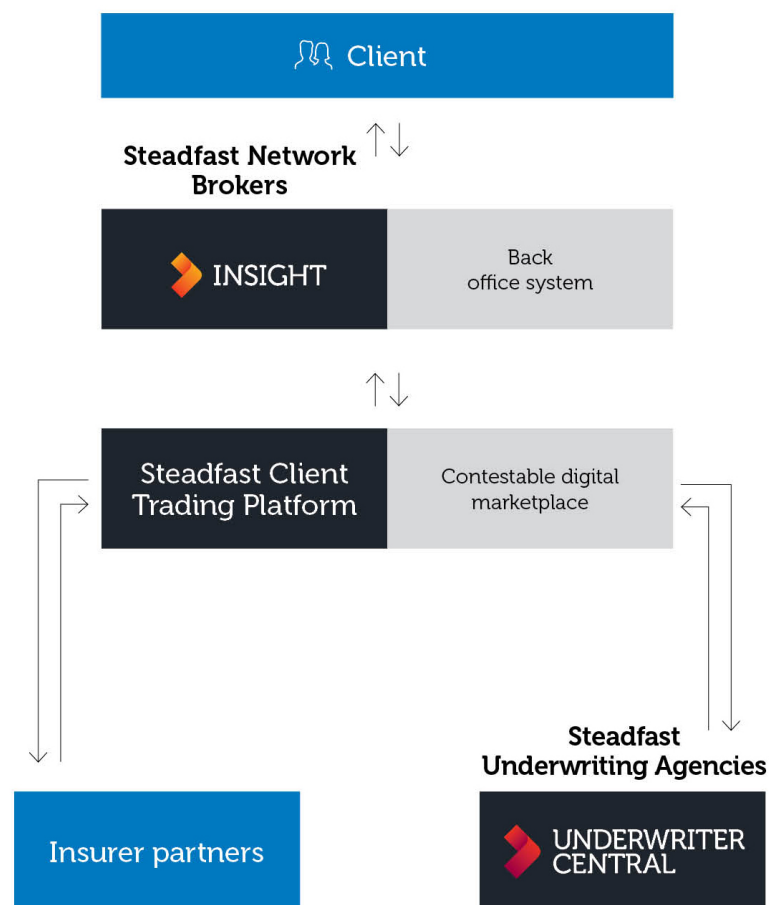 Client
Steadfast Network
Brokers
INSIGHT
Back
office system
Steadfast Client
Trading Platform
Contestable digital
marketplace
Steadfast
Underwriting Agencies
Insurer partners
UNDERWRITER
CENTRAL